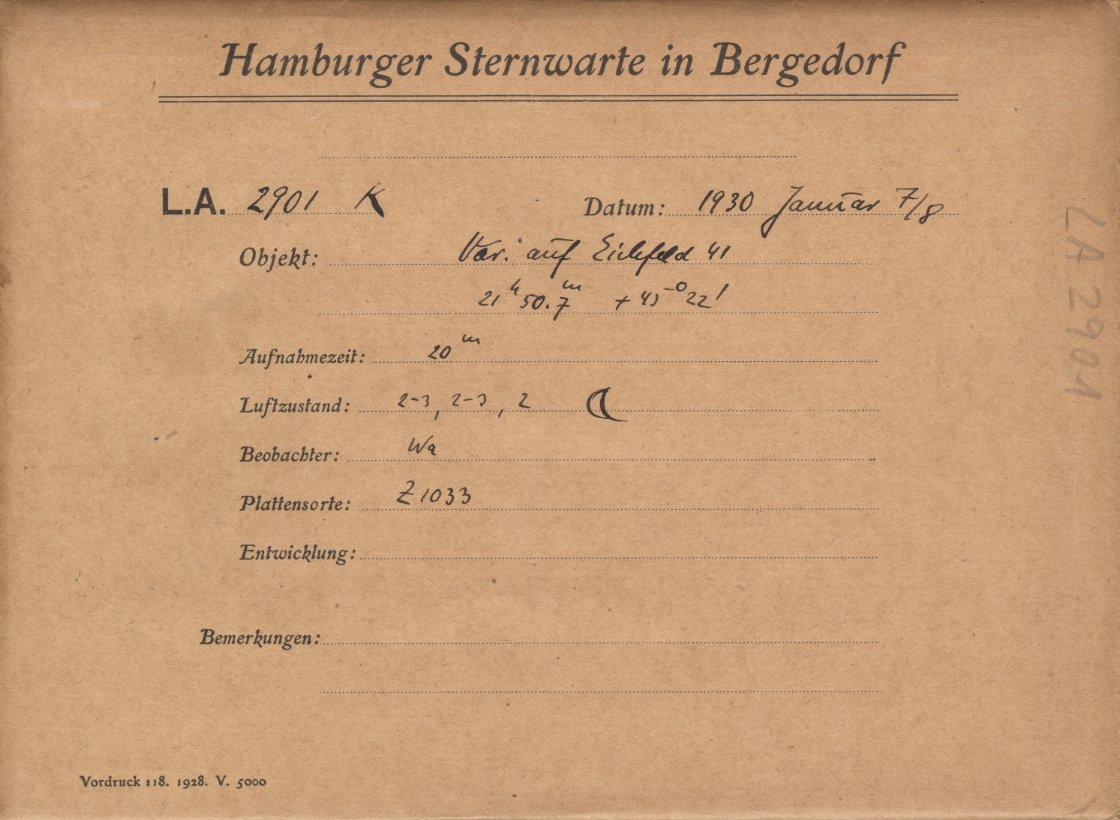 Hamburger Sternwarte in Bergedorf
L.A. 2901 K Datum: 1930 Januar 7/8
Objekt: Var. auf Eichfeld 41
21ʰ 50.7ᵐ + 45° 22'
Aufnahmezeit: 20ᵐ
Luftzustand: 2-3, 2-3, 2 ☾
Beobachter: Wa
Plattensorte: Z 1033
Entwicklung:
Bemerkungen:
Vordruck 118. 1928. V. 5000
LA 2901